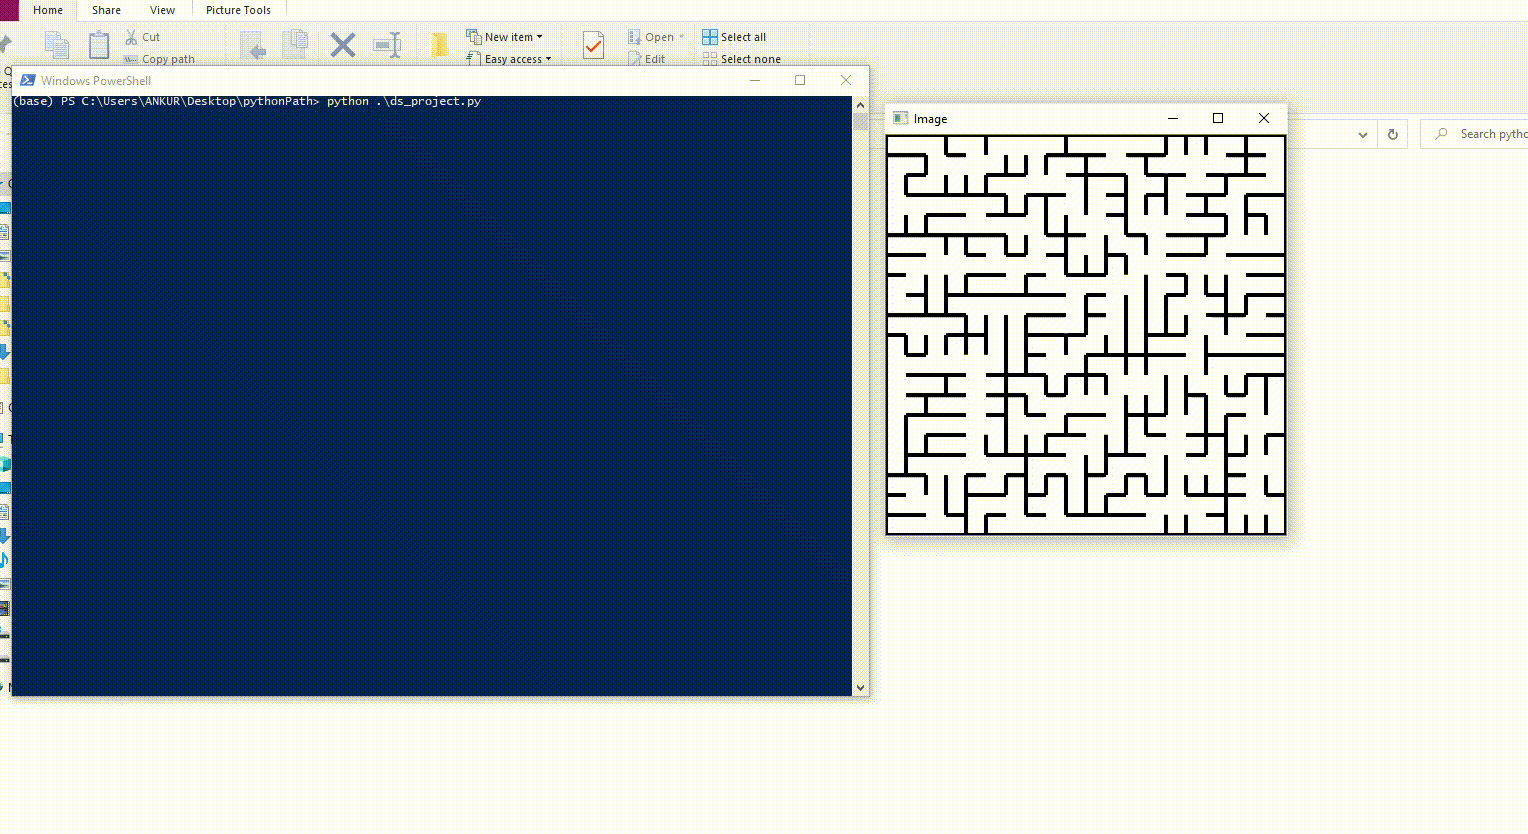 Home Share View Picture Tools
Cut
Copy path
New item
Easy access
Open
Edit
Select all
Select none
Windows PowerShell
(base) PS C:\Users\ANKUR\Desktop\pythonPath> python .\ds_project.py
Image
Search pytho